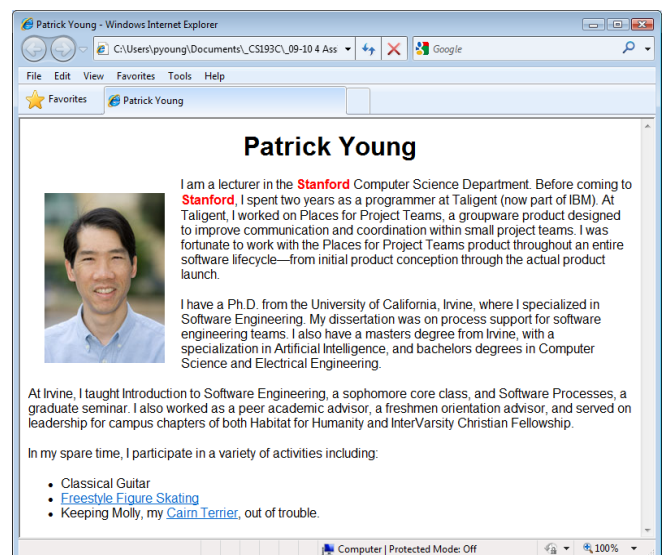 Patrick Young - Windows Internet Explorer
C:\Users\pyoung\Documents\_CS193C\_09-10 4 Ass
Google
File Edit View Favorites Tools Help
Favorites
Patrick Young
Patrick Young
I am a lecturer in the Stanford Computer Science Department. Before coming to
Stanford, I spent two years as a programmer at Taligent (now part of IBM). At
Taligent, I worked on Places for Project Teams, a groupware product designed
to improve communication and coordination within small project teams. I was
fortunate to work with the Places for Project Teams product throughout an entire
software lifecycle—from initial product conception through the actual product
launch.
I have a Ph.D. from the University of California, Irvine, where I specialized in
Software Engineering. My dissertation was on process support for software
engineering teams. I also have a masters degree from Irvine, with a
specialization in Artificial Intelligence, and bachelors degrees in Computer
Science and Electrical Engineering.
At Irvine, I taught Introduction to Software Engineering, a sophomore core class, and Software Processes, a
graduate seminar. I also worked as a peer academic advisor, a freshmen orientation advisor, and served on
leadership for campus chapters of both Habitat for Humanity and InterVarsity Christian Fellowship.
In my spare time, I participate in a variety of activities including:
• Classical Guitar
• Freestyle Figure Skating
• Keeping Molly, my Cairn Terrier, out of trouble.
Computer | Protected Mode: Off
100%